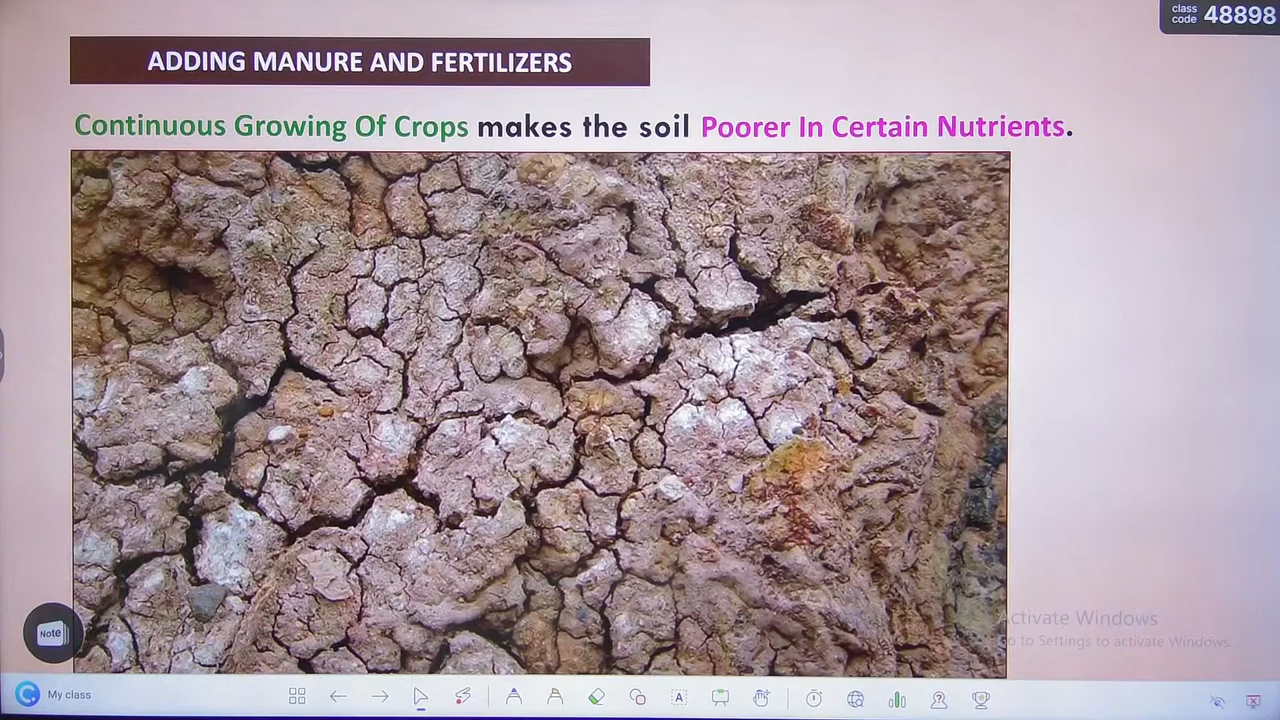 class
code 48898
ADDING MANURE AND FERTILIZERS
Continuous Growing Of Crops makes the soil Poorer In Certain Nutrients.
Activate Windows
Go to Settings to activate Windows.
Note
My class
A